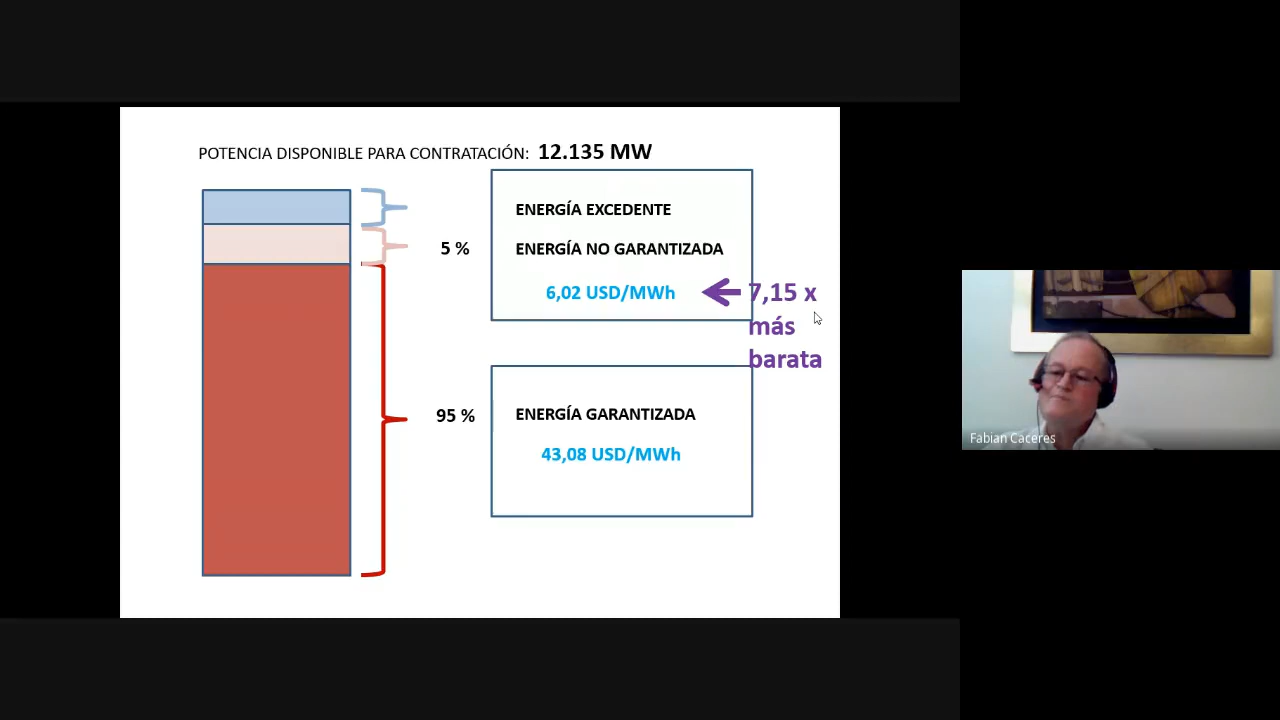 POTENCIA DISPONIBLE PARA CONTRATACIÓN: 12.135 MW
ENERGÍA EXCEDENTE
5 %
ENERGÍA NO GARANTIZADA
6,02 USD/MWh
7,15 x
más
barata
95 %
ENERGÍA GARANTIZADA
43,08 USD/MWh
Fabian Caceres